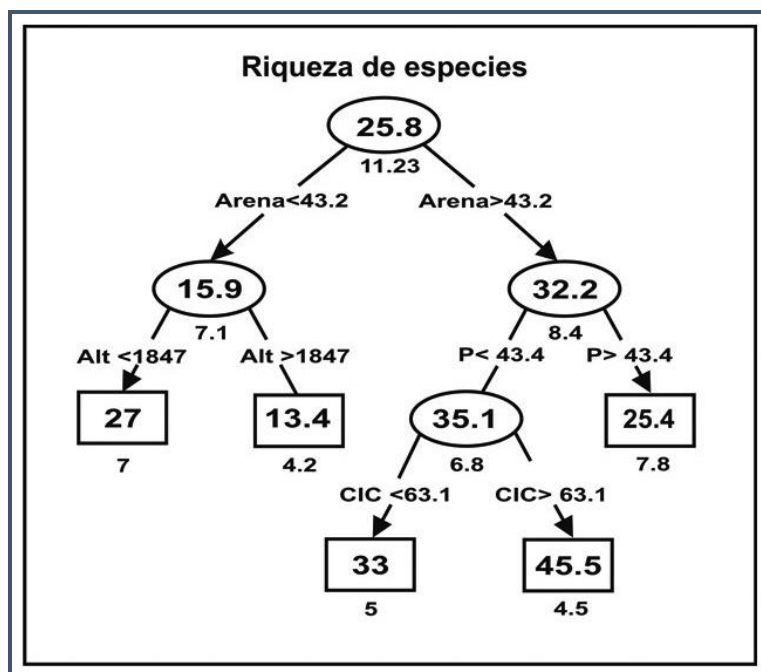 Riqueza de especies
25.8
11.23
Arena<43.2 Arena>43.2
15.9 32.2
7.1 8.4
Alt <1847 Alt >1847 P< 43.4 P> 43.4
27 13.4 35.1 25.4
7 4.2 6.8 7.8
CIC <63.1 CIC> 63.1
33 45.5
5 4.5